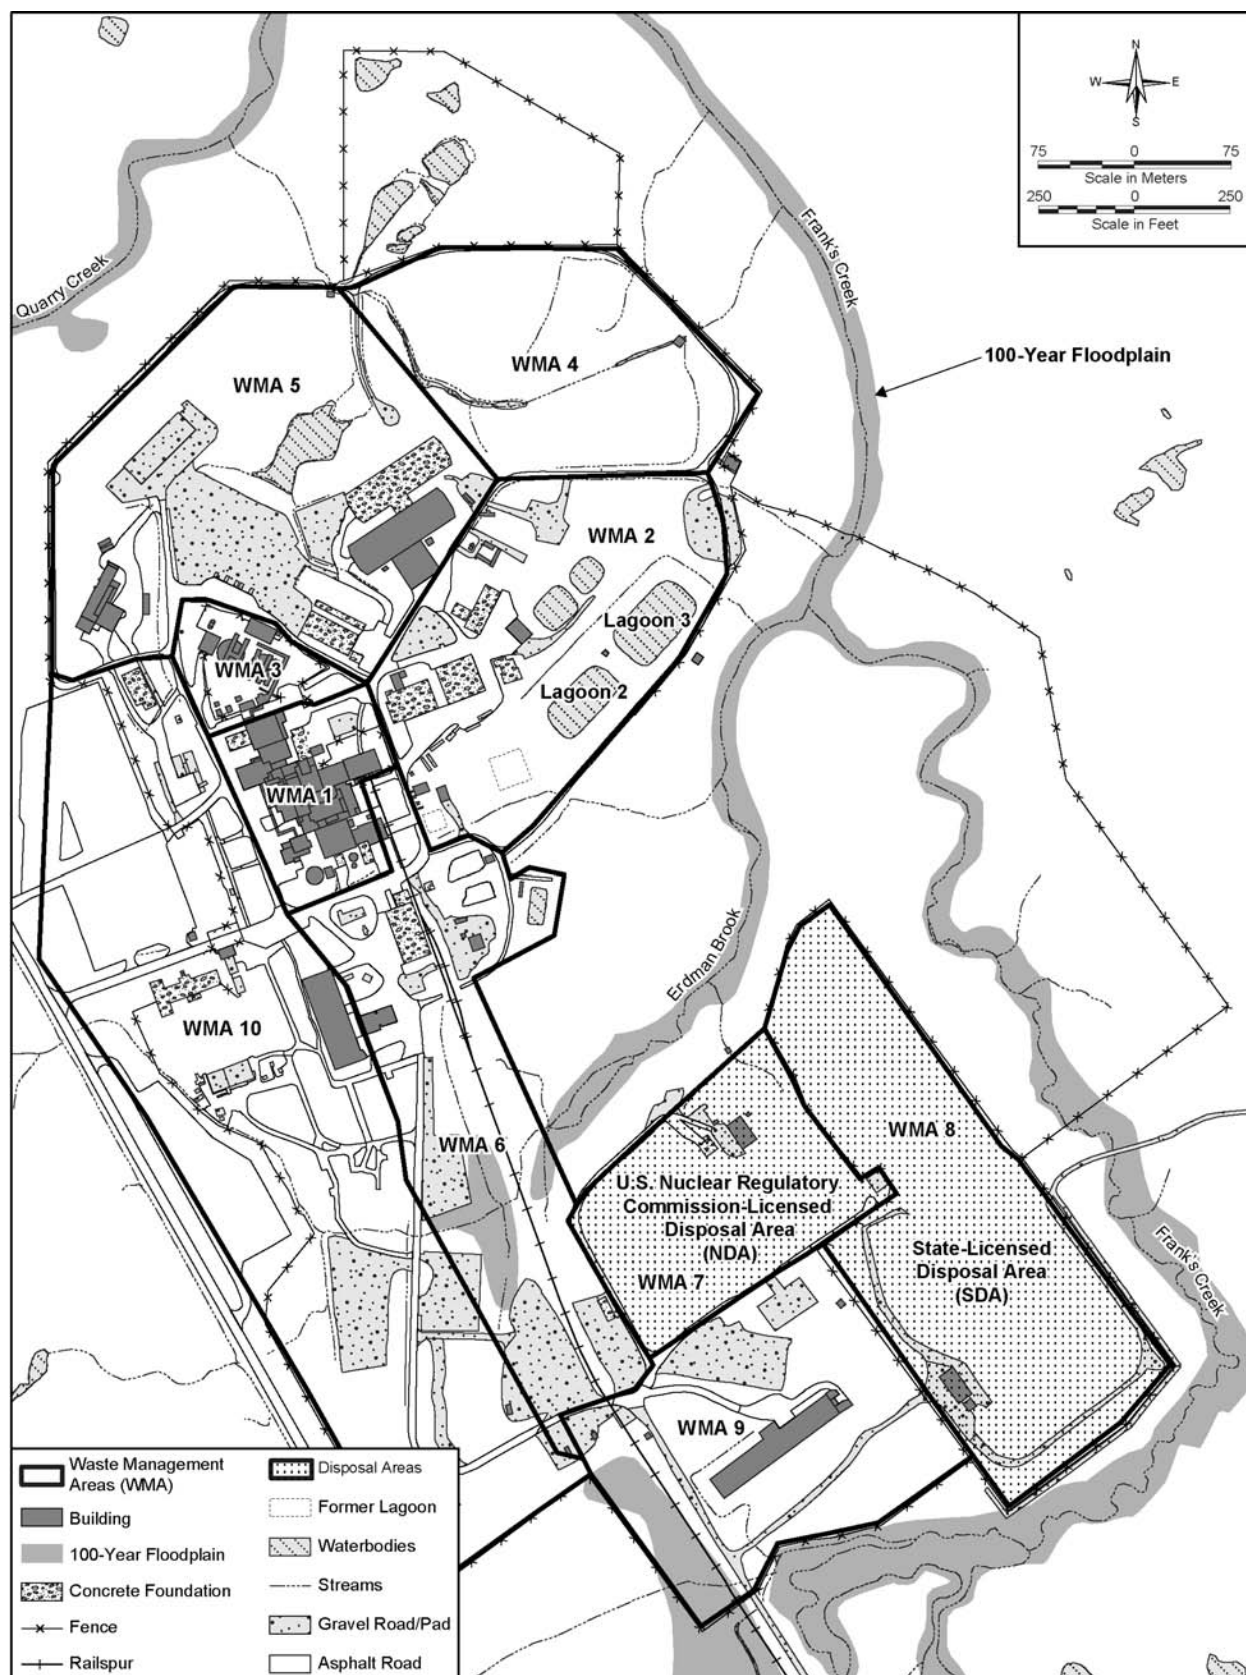 N
W E
S
75 0 75
Scale in Meters
250 0 250
Scale in Feet
Quarry Creek
Frank's Creek
100-Year Floodplain
WMA 4
WMA 5
WMA 2
Lagoon 3
WMA 3
Lagoon 2
WMA 1
Erdman Brook
WMA 10
WMA 8
WMA 6
U.S. Nuclear Regulatory
Commission-Licensed
Disposal Area
(NDA)
WMA 7
State-Licensed
Disposal Area
(SDA)
Frank's Creek
WMA 9
Waste Management
Areas (WMA)
Building
100-Year Floodplain
Concrete Foundation
Fence
Railspur
Disposal Areas
Former Lagoon
Waterbodies
Streams
Gravel Road/Pad
Asphalt Road